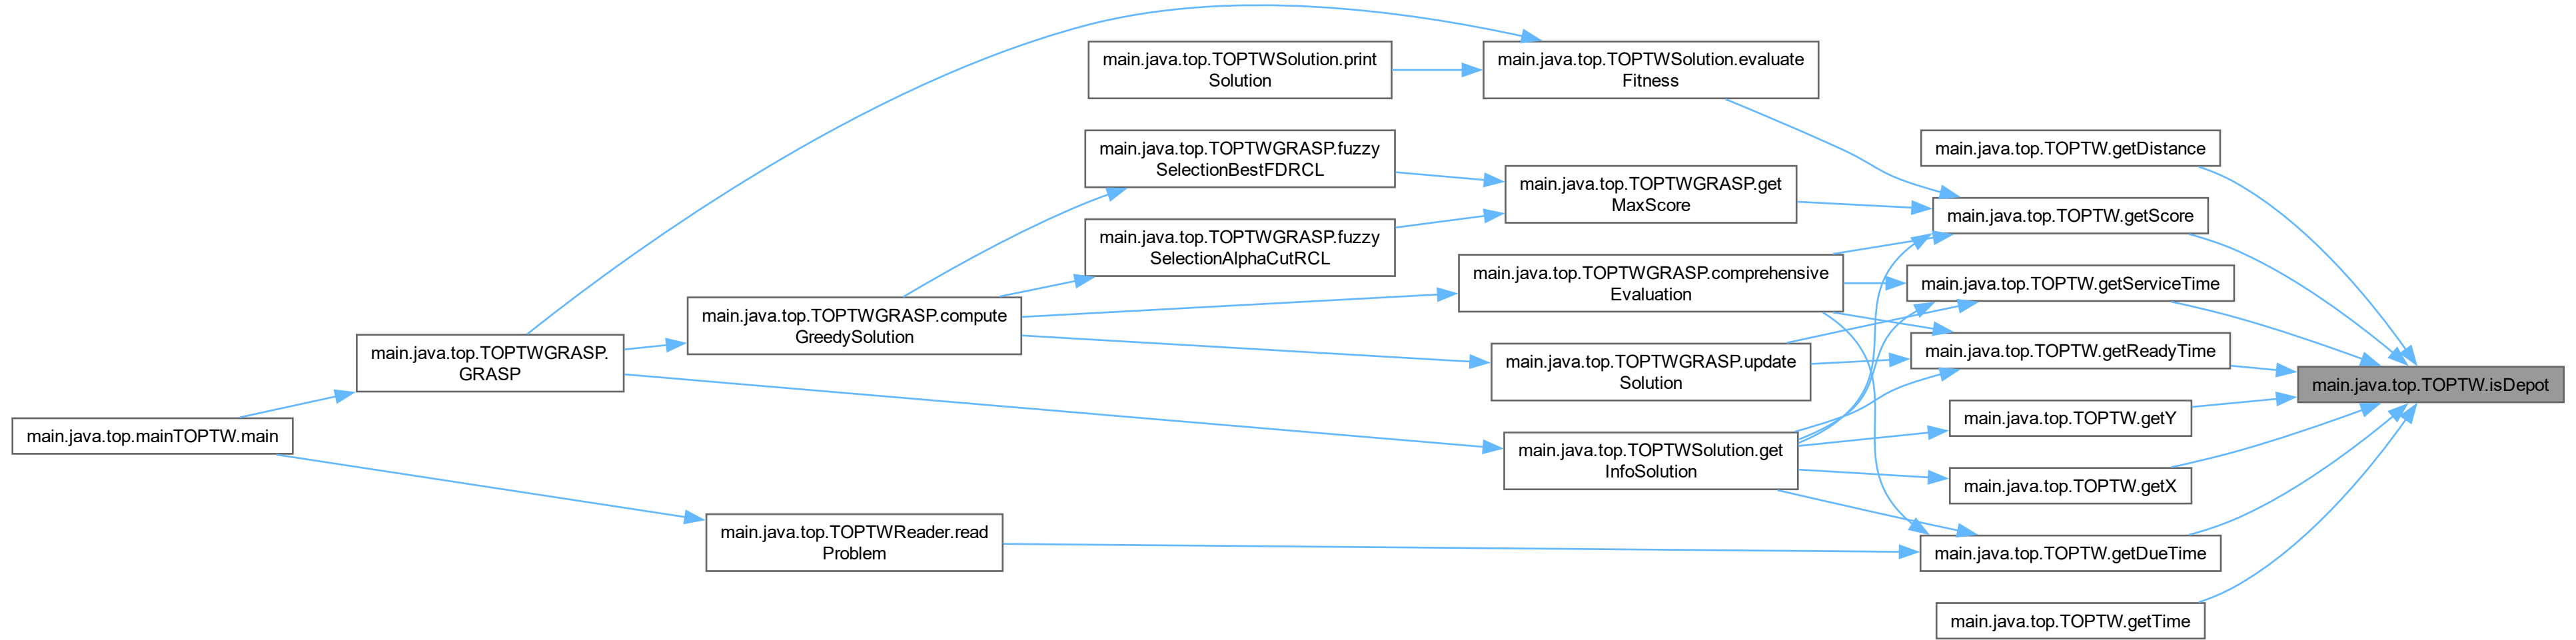 main.java.top.TOPTWSolution.print
Solution
main.java.top.TOPTWSolution.evaluate
Fitness
main.java.top.TOPTWGRASP.fuzzy
SelectionBestFDRCL
main.java.top.TOPTW.getDistance
main.java.top.TOPTWGRASP.get
MaxScore
main.java.top.TOPTW.getScore
main.java.top.TOPTWGRASP.fuzzy
SelectionAlphaCutRCL
main.java.top.TOPTWGRASP.comprehensive
Evaluation
main.java.top.TOPTW.getServiceTime
main.java.top.TOPTWGRASP.compute
GreedySolution
main.java.top.TOPTWGRASP.
GRASP
main.java.top.TOPTWGRASP.update
Solution
main.java.top.TOPTW.getReadyTime
main.java.top.TOPTW.isDepot
main.java.top.mainTOPTW.main
main.java.top.TOPTWSolution.get
InfoSolution
main.java.top.TOPTW.getY
main.java.top.TOPTW.getX
main.java.top.TOPTWReader.read
Problem
main.java.top.TOPTW.getDueTime
main.java.top.TOPTW.getTime